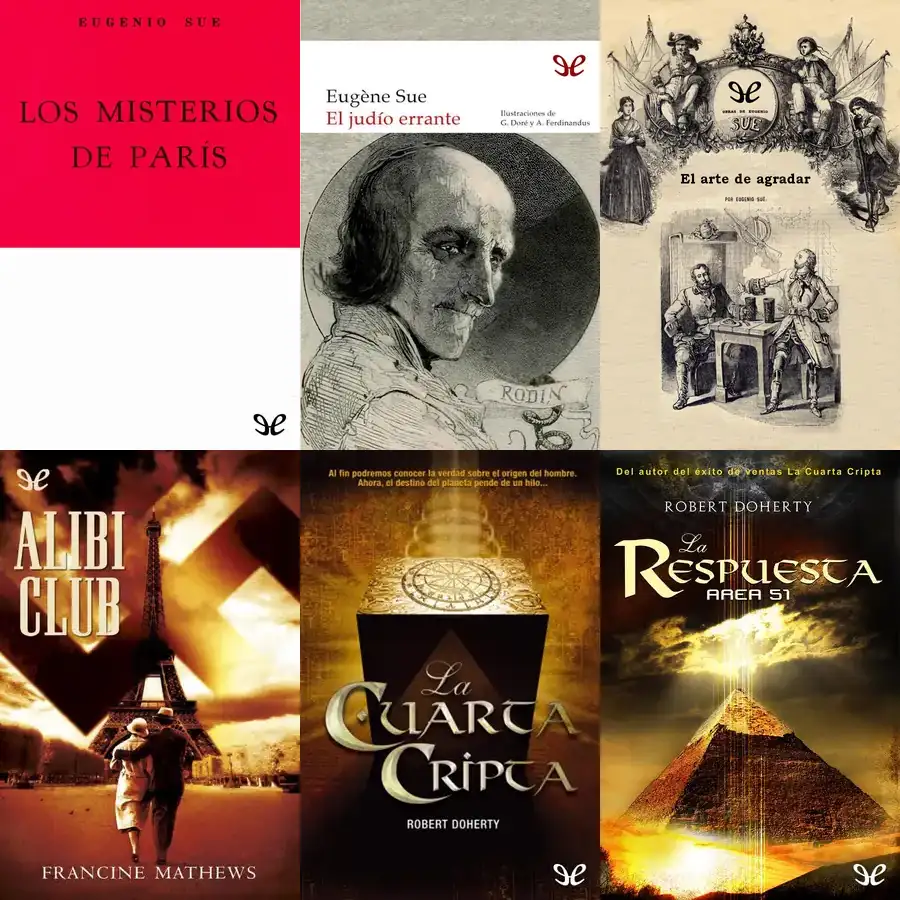 EUGENIO SUE
LOS MISTERIOS
DE PARÍS
Eugène Sue
El judío errante
Ilustraciones de
G. Doré y A. Ferdinandus
RODIN
OBRAS DE EUGENIO
SUE
El arte de agradar
POR EUGENIO SUE.
ALIBI
CLUB
FRANCINE MATHEWS
Al fin podremos conocer la verdad sobre el origen del hombre.
Ahora, el destino del planeta pende de un hilo...
La
CUARTA
CRIPTA
ROBERT DOHERTY
Del autor del éxito de ventas La Cuarta Cripta
ROBERT DOHERTY
La
RESPUESTA
AREA 51